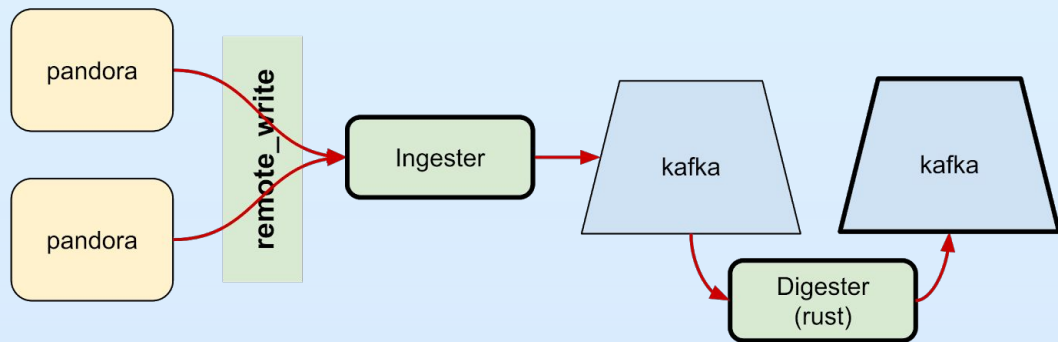 pandora
pandora
remote_write
Ingester
kafka
kafka
Digester
(rust)